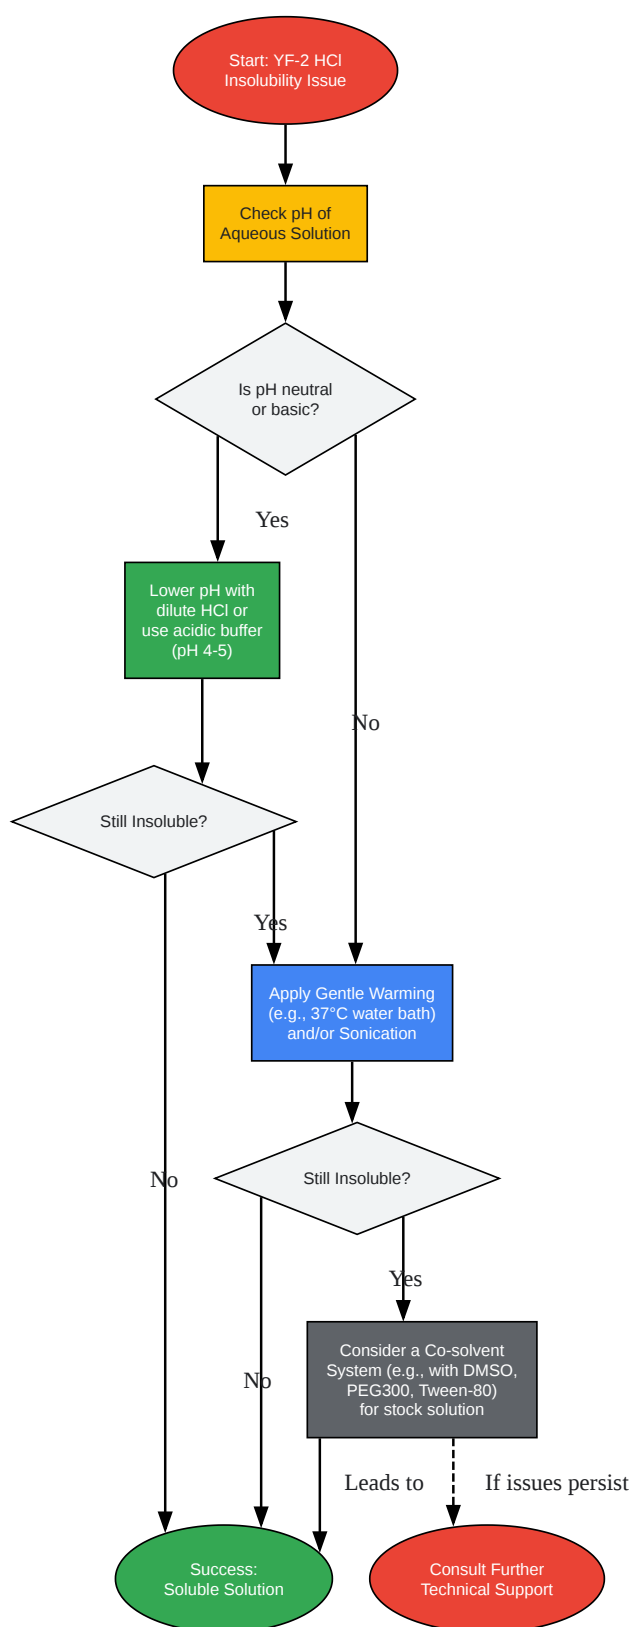 Start: YF-2 HCl
Insolubility Issue
Check pH of
Aqueous Solution
Is pH neutral
or basic?
Yes
Lower pH with
dilute HCl or
use acidic buffer
(pH 4-5)
No
Still Insoluble?
Yes
Apply Gentle Warming
(e.g., 37°C water bath)
and/or Sonication
No
Still Insoluble?
Yes
Consider a Co-solvent
System (e.g., with DMSO,
PEG300, Tween-80)
for stock solution
No
Leads to
If issues persist
Success:
Soluble Solution
Consult Further
Technical Support